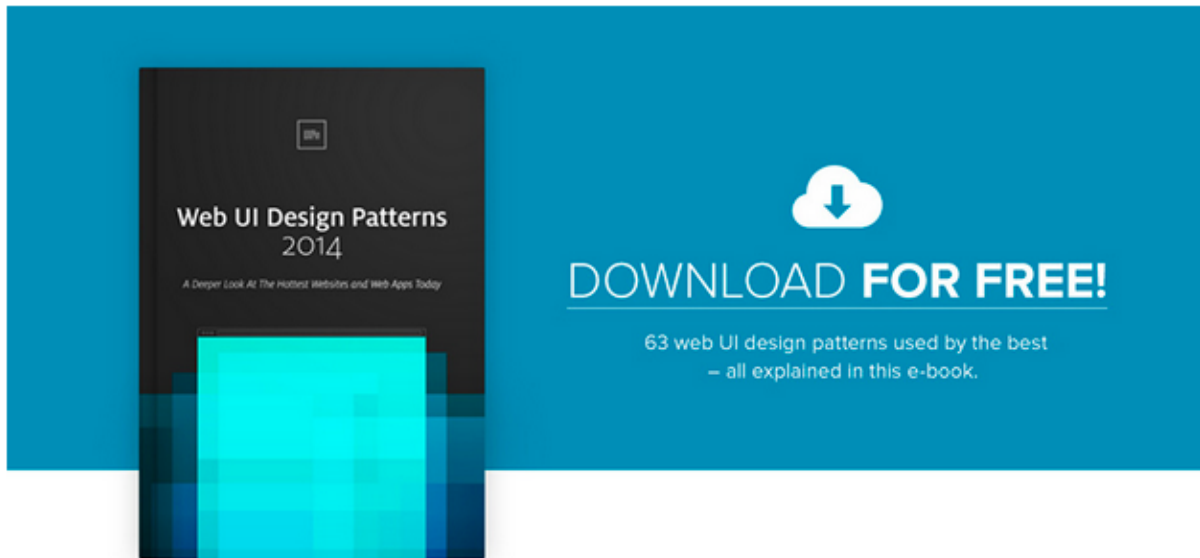 Web UI Design Patterns
2014
A Deeper Look At The Hottest Websites and Web Apps Today
DOWNLOAD FOR FREE!
63 web UI design patterns used by the best
– all explained in this e-book.